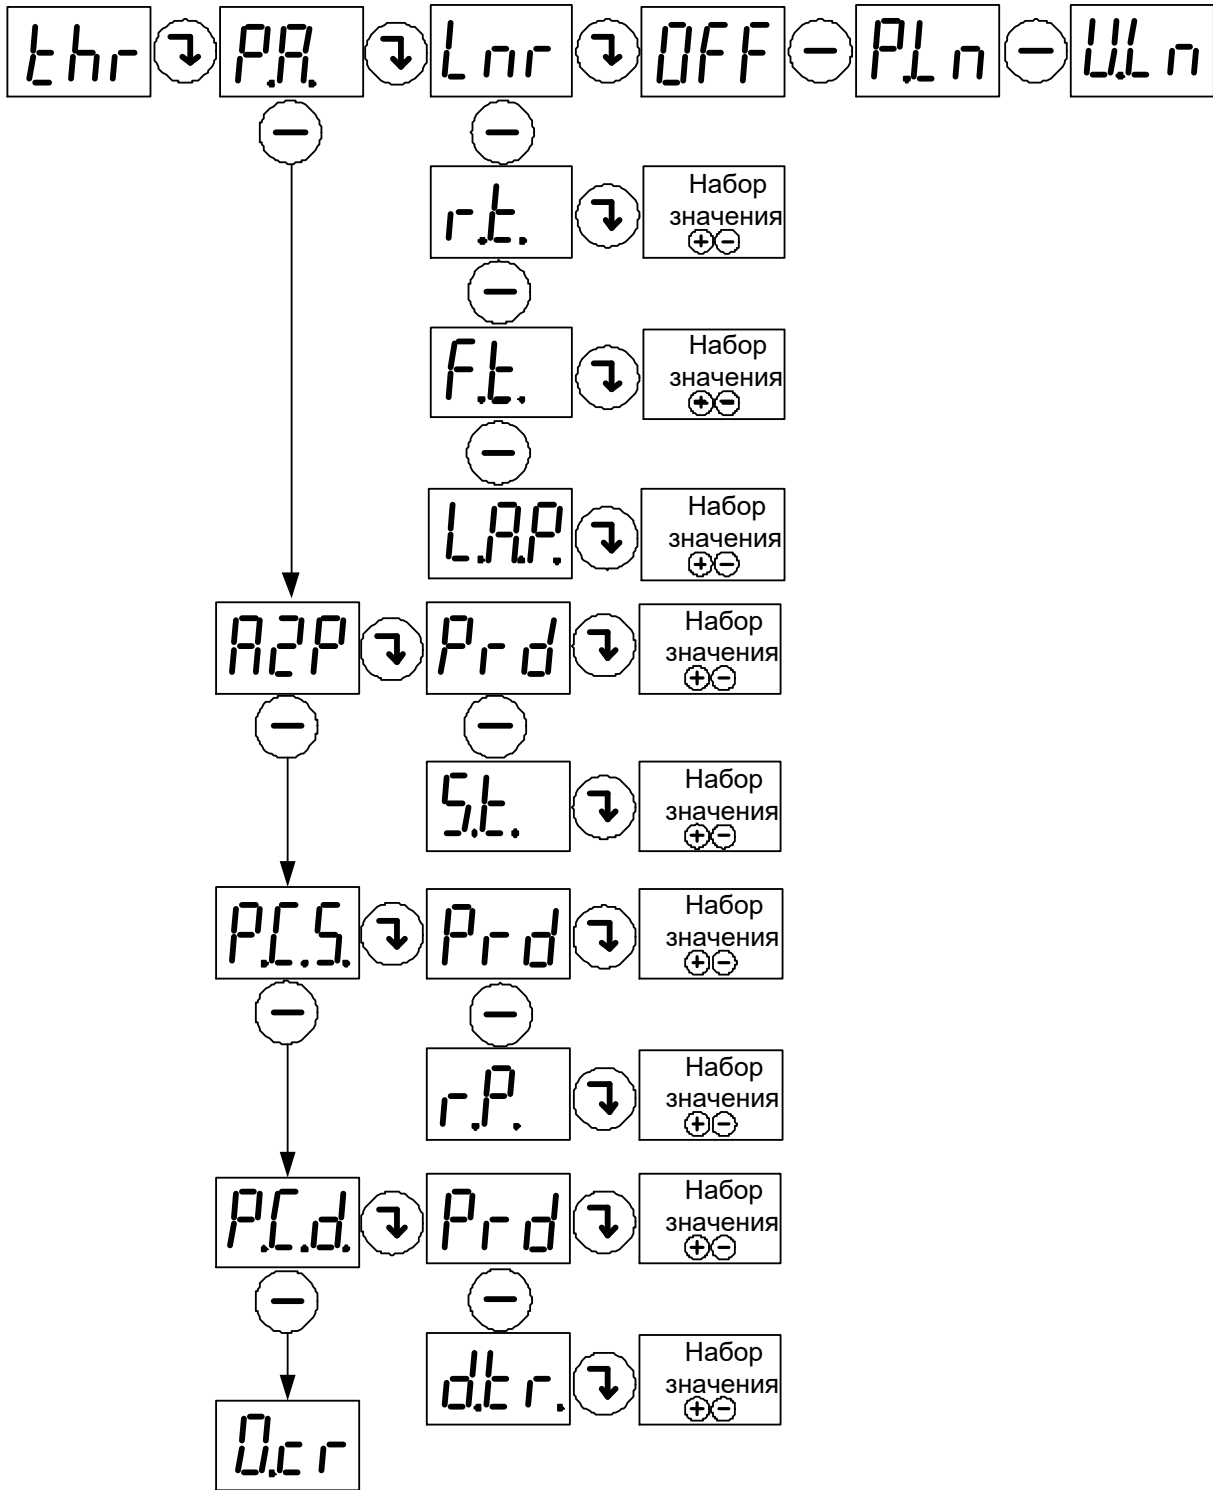 thr P.A. Lnr OFF P.Ln U.Ln
r.t. Набор
значения
F.t. Набор
значения
L.A.P. Набор
значения
A2P Prd Набор
значения
S.t. Набор
значения
P.C.S. Prd Набор
значения
r.P. Набор
значения
P.C.d. Prd Набор
значения
d.t.r. Набор
значения
0.cr